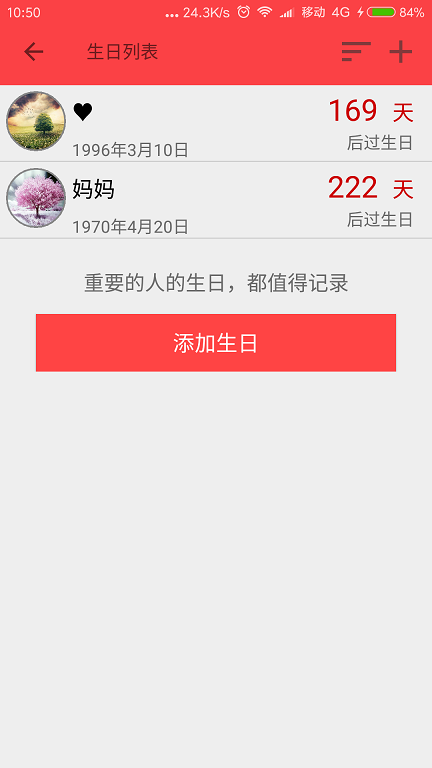 10:50 ... 24.3K/s 移动 4G 84%
生日列表
♥ 169 天
1996年3月10日 后过生日
妈妈 222 天
1970年4月20日 后过生日
重要的人的生日，都值得记录
添加生日